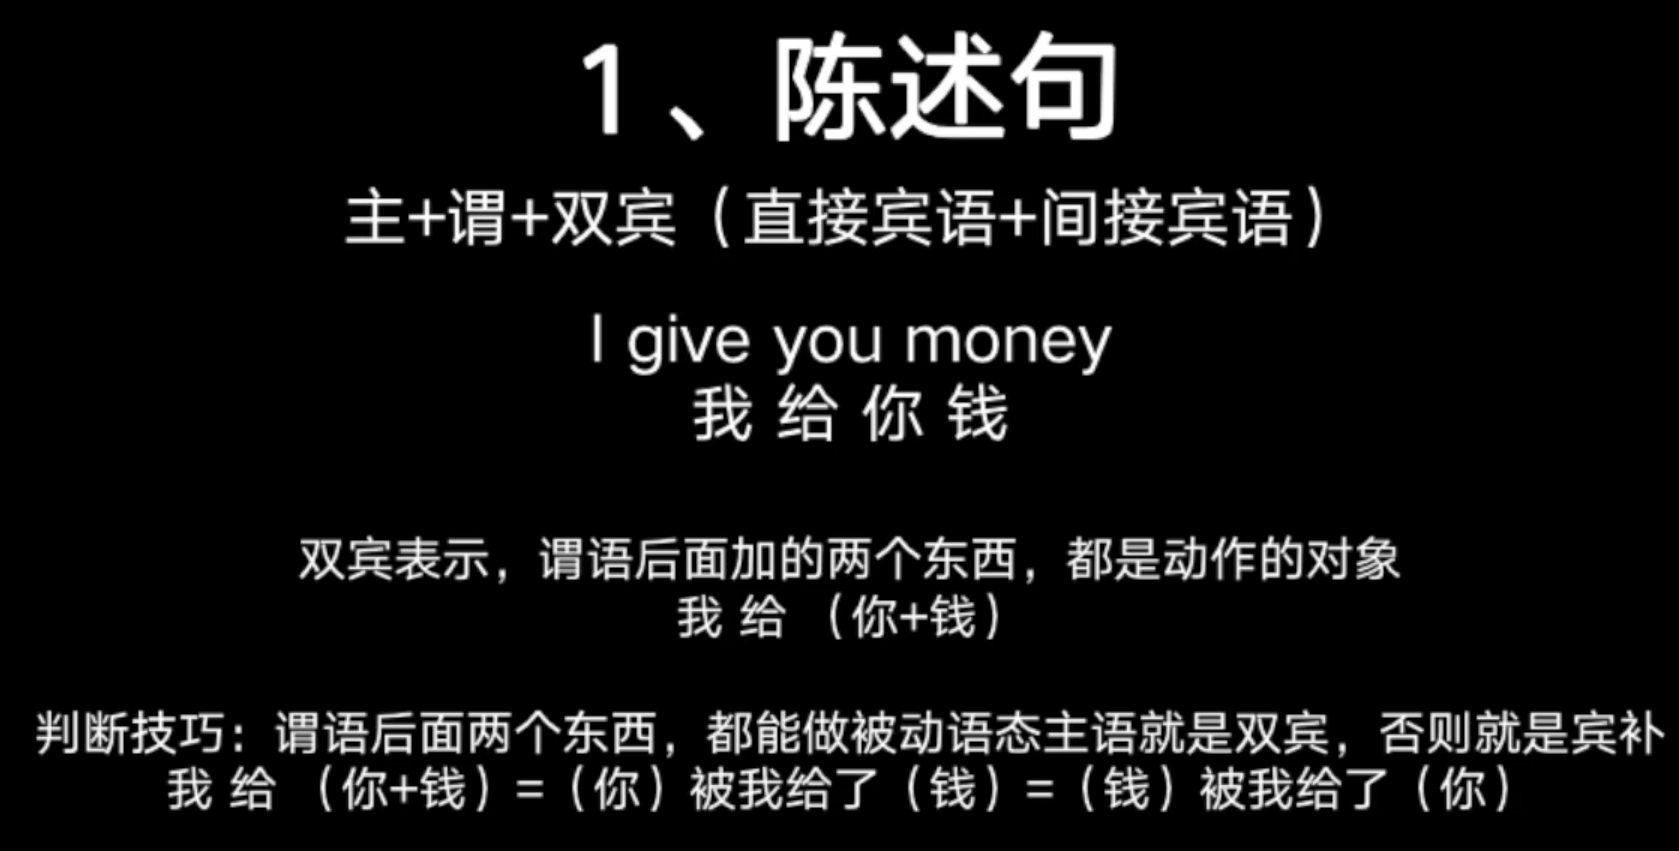 1、陈述句
主+谓+双宾（直接宾语+间接宾语）
I give you money
我 给 你 钱
双宾表示，谓语后面加的两个东西，都是动作的对象
我 给 （你+钱）
判断技巧：谓语后面两个东西，都能做被动语态主语就是双宾，否则就是宾补
我 给 （你+钱）=（你）被我给了（钱）=（钱）被我给了（你）